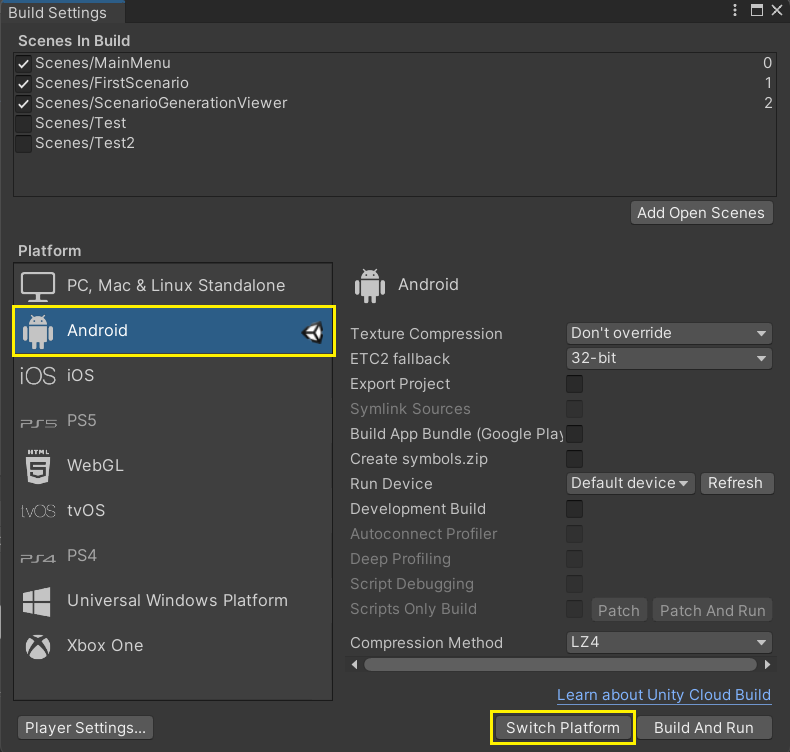 Build Settings
Scenes In Build
Scenes/MainMenu 0
Scenes/FirstScenario 1
Scenes/ScenarioGenerationViewer 2
Scenes/Test
Scenes/Test2
Add Open Scenes
Platform
PC, Mac & Linux Standalone
Android
iOS iOS
PS5 PS5
HTML 5 WebGL
tvOS tvOS
PS4 PS4
Universal Windows Platform
Xbox One
Android
Texture Compression Don't override
ETC2 fallback 32-bit
Export Project
Symlink Sources
Build App Bundle (Google Play
Create symbols.zip
Run Device Default device Refresh
Development Build
Autoconnect Profiler
Deep Profiling
Script Debugging
Scripts Only Build Patch Patch And Run
Compression Method LZ4
Learn about Unity Cloud Build
Player Settings... Switch Platform Build And Run